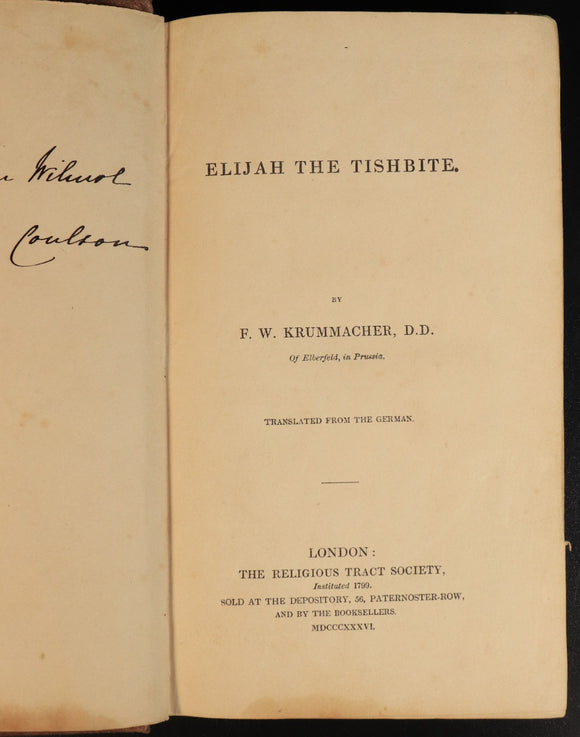 Wilmot
Coulson
ELIJAH THE TISHBITE.
BY
F. W. KRUMMACHER, D.D.
Of Elberfeld, in Prussia.
TRANSLATED FROM THE GERMAN.
LONDON:
THE RELIGIOUS TRACT SOCIETY,
Instituted 1799.
SOLD AT THE DEPOSITORY, 56, PATERNOSTER-ROW,
AND BY THE BOOKSELLERS.
MDCCCXXXVI.